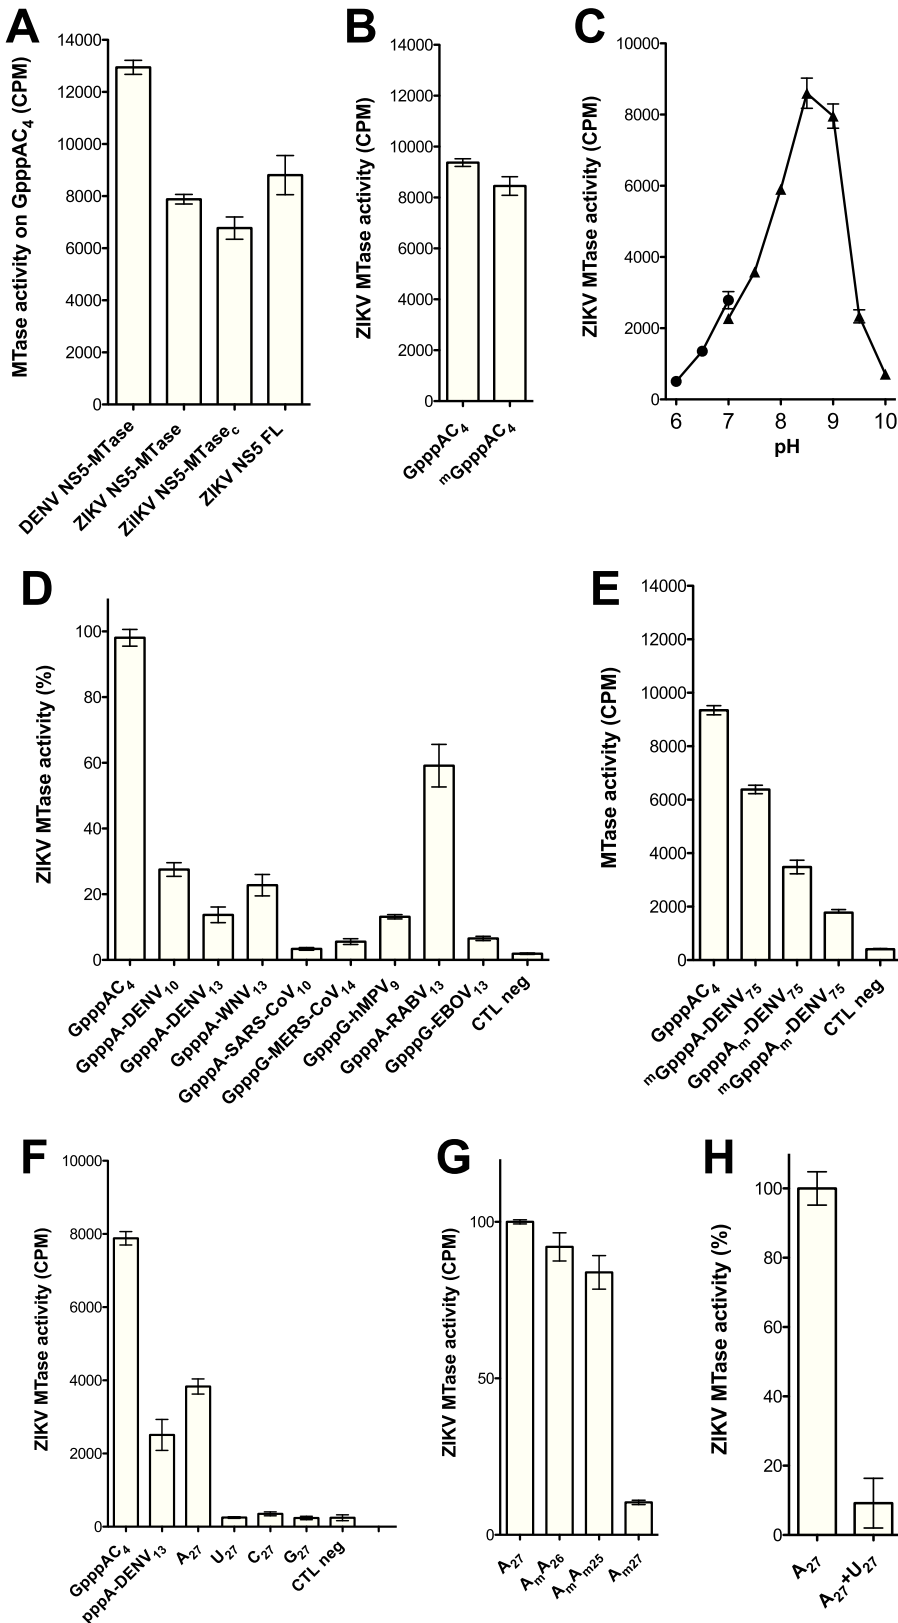 A
MTase activity on GpppAC4 (CPM)
14000
12000
10000
8000
6000
4000
2000
0
DENV NS5-MTase
ZIKV NS5-MTase
ZiIKV NS5-MTasec
ZIKV NS5 FL
B
ZIKV MTase activity (CPM)
14000
12000
10000
8000
6000
4000
2000
0
GpppAC4
mGpppAC4
C
ZIKV MTase activity (CPM)
10000
8000
6000
4000
2000
0
6 7 8 9 10
pH
D
ZIKV MTase activity (%)
100
80
60
40
20
0
GpppAC4
GpppA-DENV10
GpppA-DENV13
GpppA-WNV13
GpppA-SARS-CoV10
GpppG-MERS-CoV14
GpppG-hMPV9
GpppA-RABV13
GpppG-EBOV13
CTL neg
E
MTase activity (CPM)
14000
12000
10000
8000
6000
4000
2000
0
GpppAC4
mGpppA-DENV75
GpppAm-DENV75
mGpppAm-DENV75
CTL neg
F
ZIKV MTase activity (CPM)
10000
8000
6000
4000
2000
0
GpppAC4
pppA-DENV13
A27
U27
C27
G27
CTL neg
G
ZIKV MTase activity (CPM)
100
50
0
A27
AmA26
AmAm25
Am27
H
ZIKV MTase activity (%)
100
80
60
40
20
0
A27
A27+U27